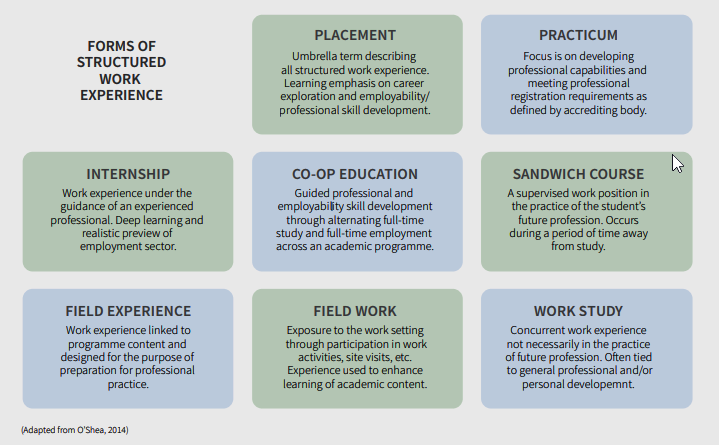 FORMS OF
STRUCTURED
WORK
EXPERIENCE
PLACEMENT
Umbrella term describing
all structured work experience.
Learning emphasis on career
exploration and employability/
professional skill development.
PRACTICUM
Focus is on developing
professional capabilities and
meeting professional
registration requirements as
defined by accrediting body.
INTERNSHIP
Work experience under the
guidance of an experienced
professional. Deep learning and
realistic preview of
employment sector.
CO-OP EDUCATION
Guided professional and
employability skill development
through alternating full-time
study and full-time employment
across an academic programme.
SANDWICH COURSE
A supervised work position in
the practice of the student's
future profession. Occurs
during a period of time away
from study.
FIELD EXPERIENCE
Work experience linked to
programme content and
designed for the purpose of
preparation for professional
practice.
FIELD WORK
Exposure to the work setting
through participation in work
activities, site visits, etc.
Experience used to enhance
learning of academic content.
WORK STUDY
Concurrent work experience
not necessarily in the practice
of future profession. Often tied
to general professional and/or
personal developemnt.
(Adapted from O'Shea, 2014)